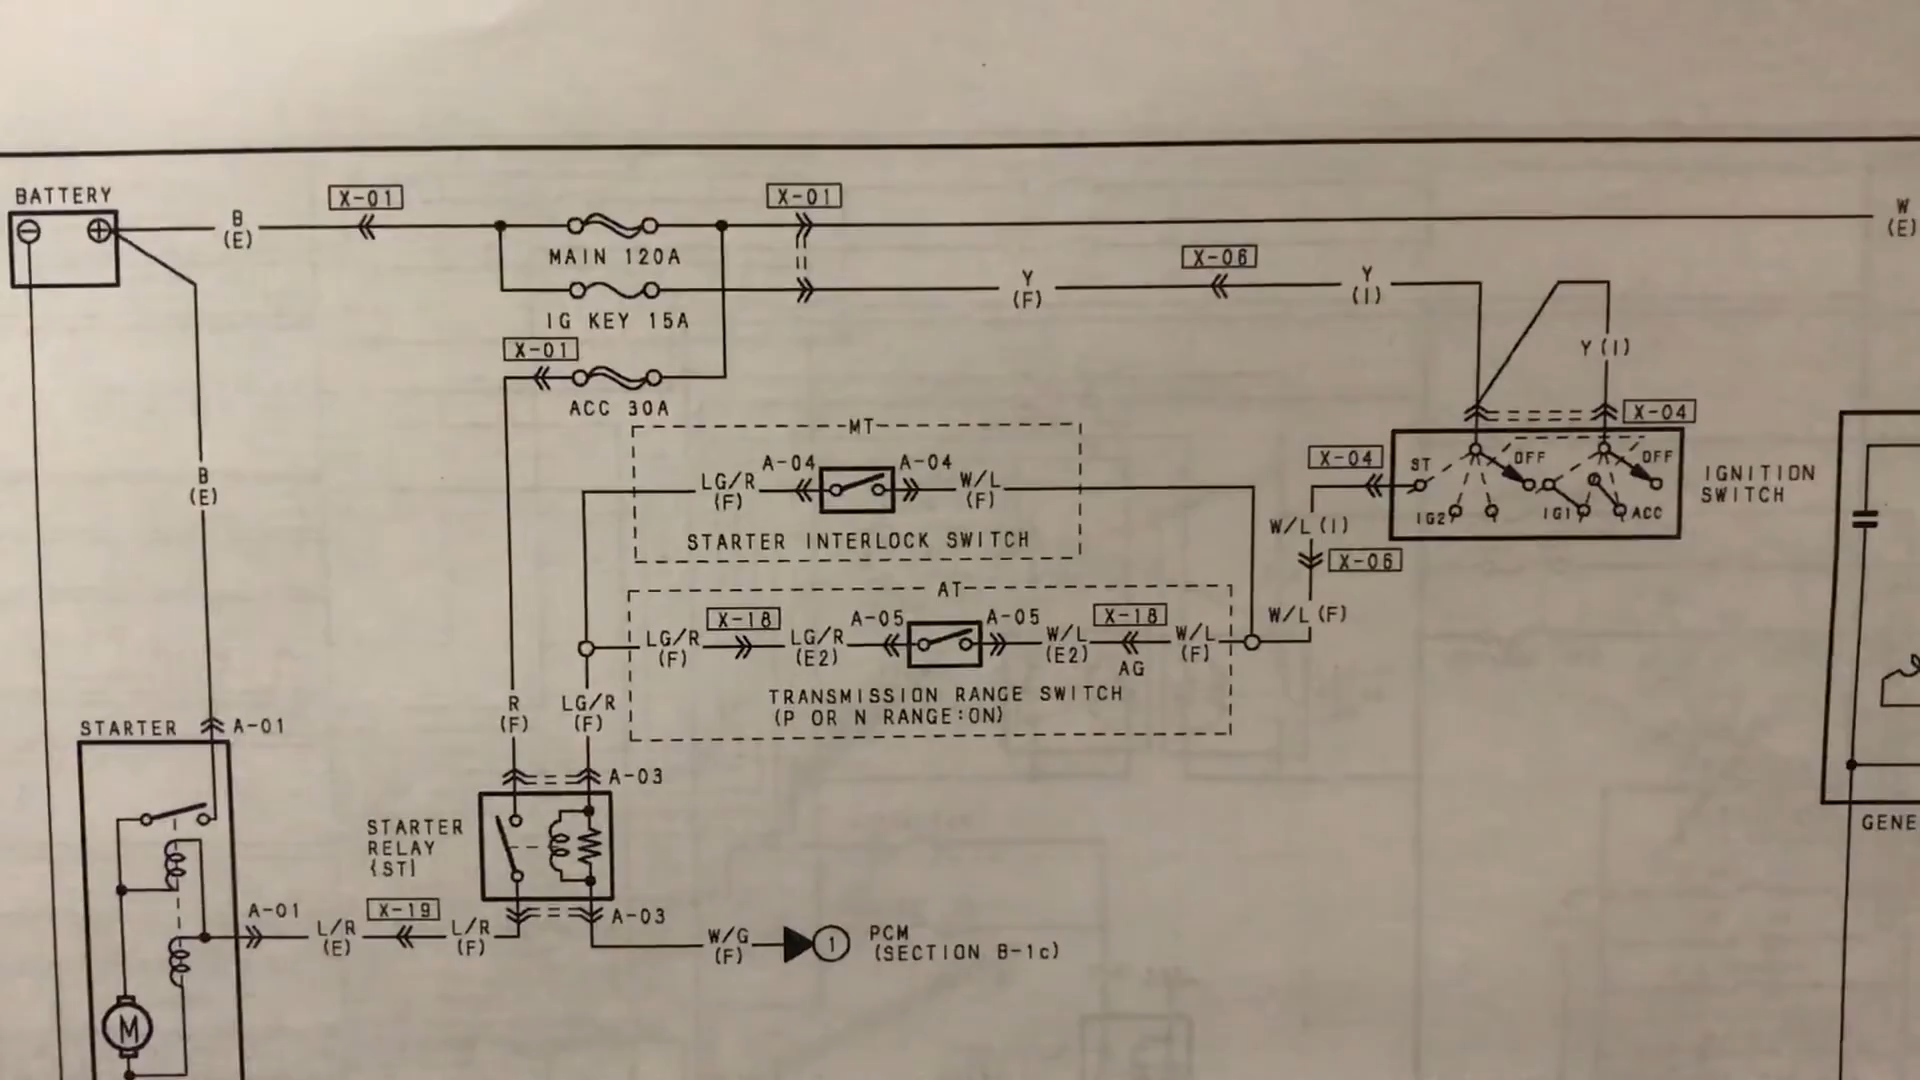 BATTERY
⊖ ⊕
B
(E)
X-01
X-01
W
(E)
MAIN 120A
X-06
Y
(F)
Y
(I)
IG KEY 15A
X-01
Y(I)
ACC 30A
X-04
MT
A-04 A-04
LG/R
(F)
W/L
(F)
STARTER INTERLOCK SWITCH
X-04
ST
OFF
OFF
IG2
IG1
ACC
IGNITION
SWITCH
B
(E)
W/L(I)
X-06
W/L(F)
AT
X-18
A-05 A-05
X-18
LG/R
(F)
LG/R
(E2)
W/L
(E2)
AG
W/L
(F)
TRANSMISSION RANGE SWITCH
(P OR N RANGE:ON)
R
(F)
LG/R
(F)
STARTER
A-01
A-03
STARTER
RELAY
{ST}
GENE
A-01
X-19
L/R
(E)
L/R
(F)
A-03
W/G
(F)
1
PCM
(SECTION B-1c)
M